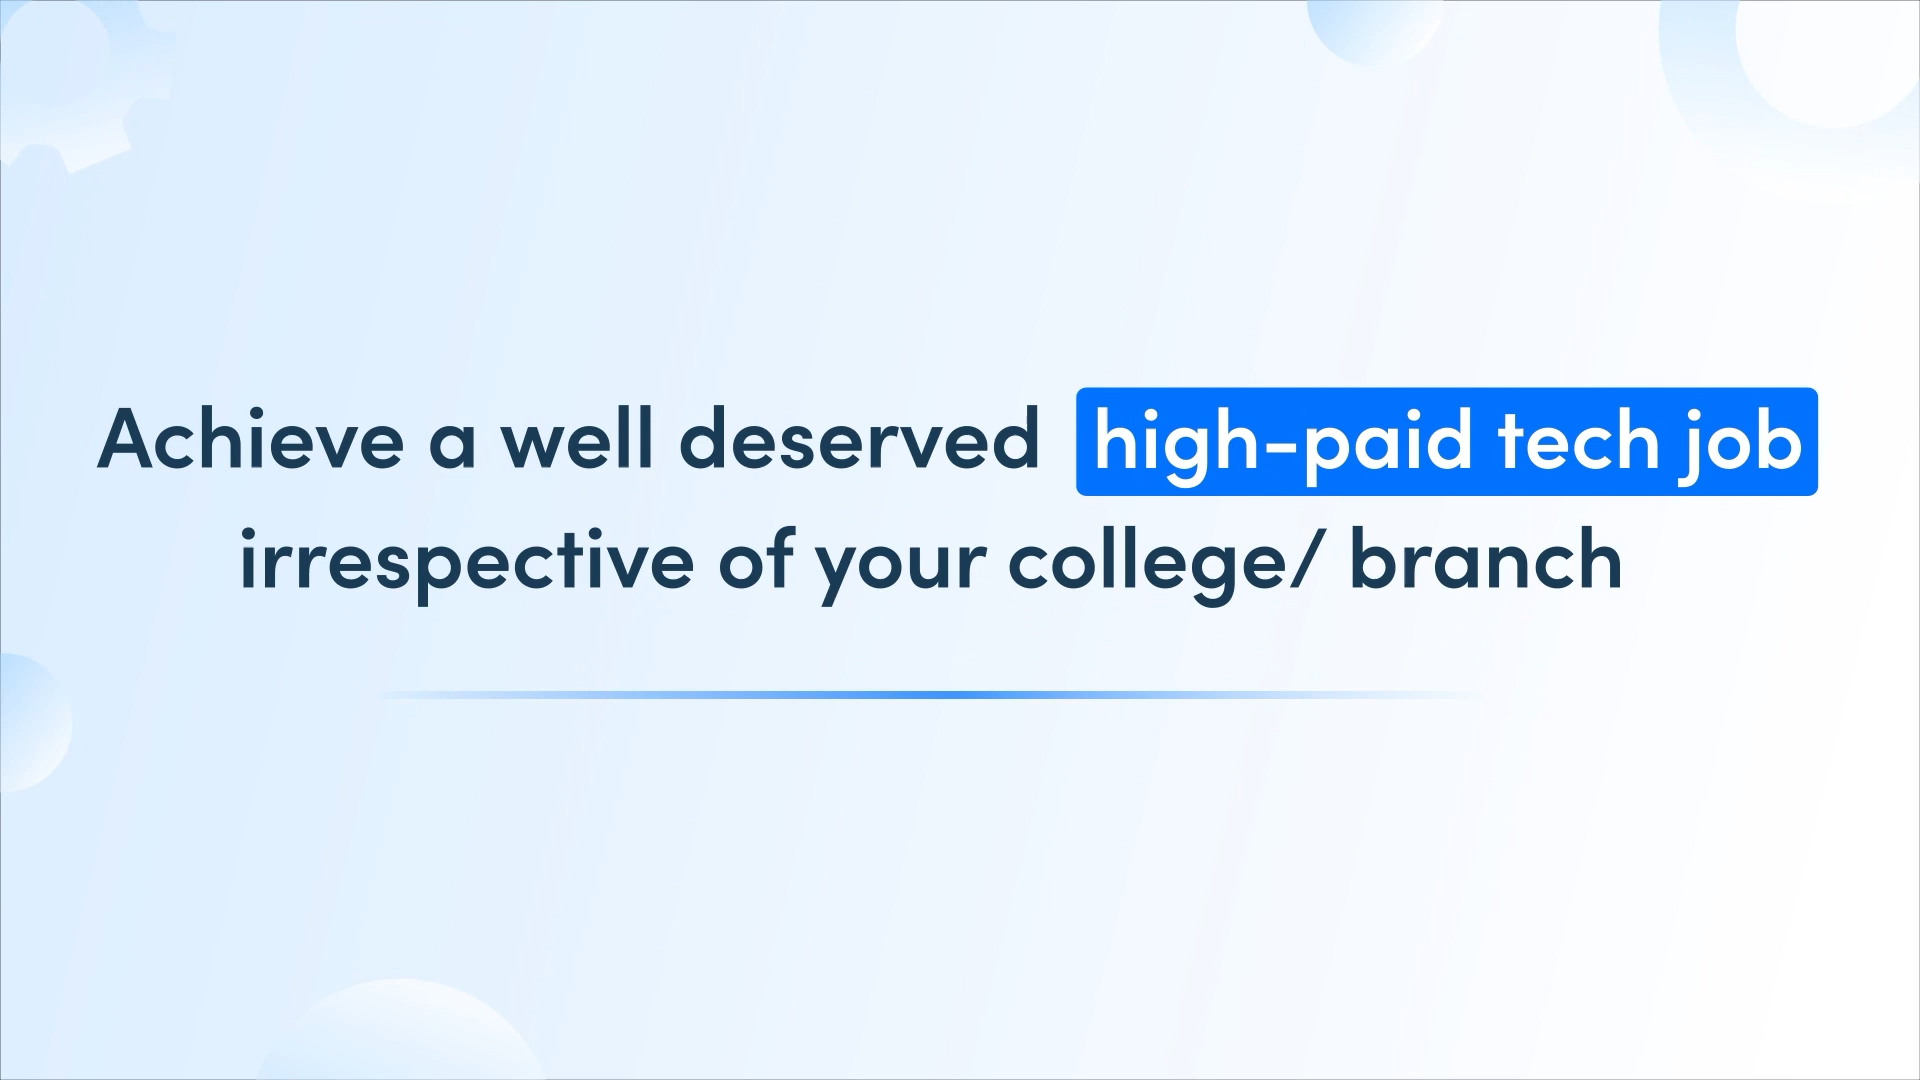 Achieve a well deserved high-paid tech job
irrespective of your college/ branch